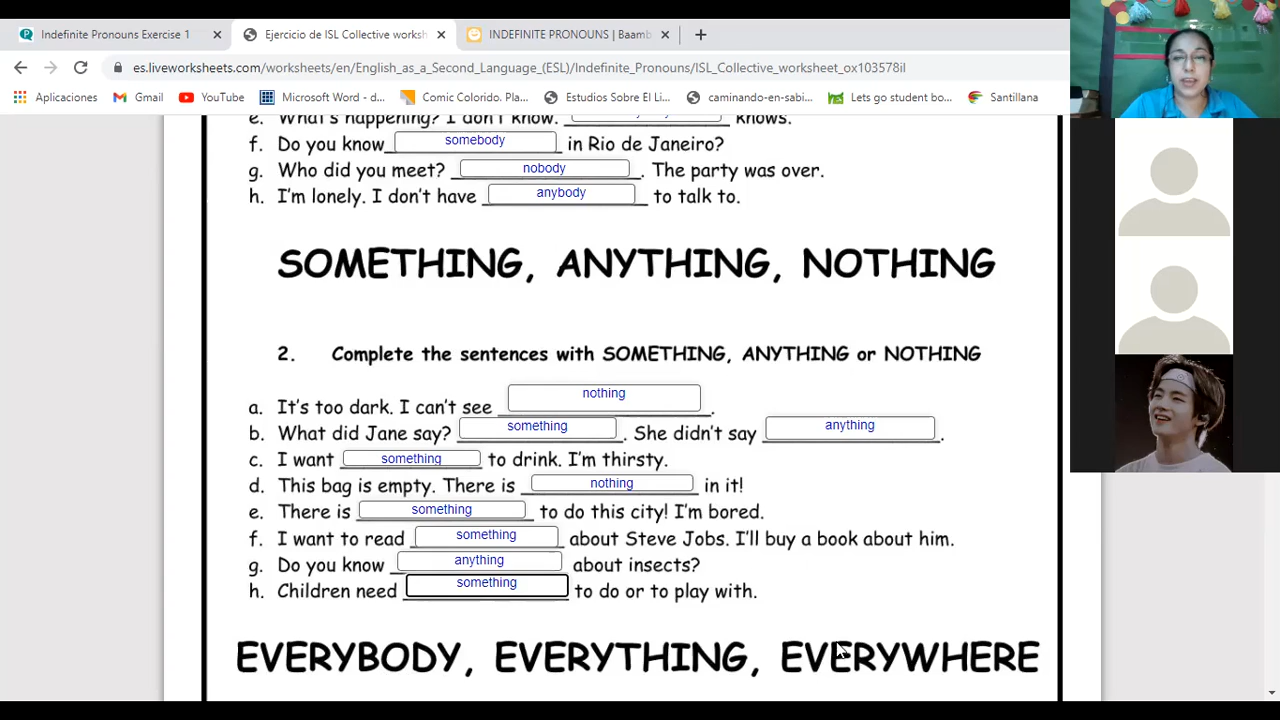 Indefinite Pronouns Exercise 1
Ejercicio de ISL Collective worksh
INDEFINITE PRONOUNS | Baamb
es.liveworksheets.com/worksheets/en/English_as_a_Second_Language_(ESL)/Indefinite_Pronouns/ISL_Collective_worksheet_ox103578il
Aplicaciones Gmail YouTube Microsoft Word - d... Comic Colorido. Pla... Estudios Sobre El Li... caminando-en-sabi... Lets go student bo... Santillana
e. What's happening? I don't know. knows.
f. Do you know somebody in Rio de Janeiro?
g. Who did you meet? nobody. The party was over.
h. I'm lonely. I don't have anybody to talk to.
SOMETHING, ANYTHING, NOTHING
2. Complete the sentences with SOMETHING, ANYTHING or NOTHING
a. It's too dark. I can't see nothing.
b. What did Jane say? something. She didn't say anything.
c. I want something to drink. I'm thirsty.
d. This bag is empty. There is nothing in it!
e. There is something to do this city! I'm bored.
f. I want to read something about Steve Jobs. I'll buy a book about him.
g. Do you know anything about insects?
h. Children need something to do or to play with.
EVERYBODY, EVERYTHING, EVERYWHERE